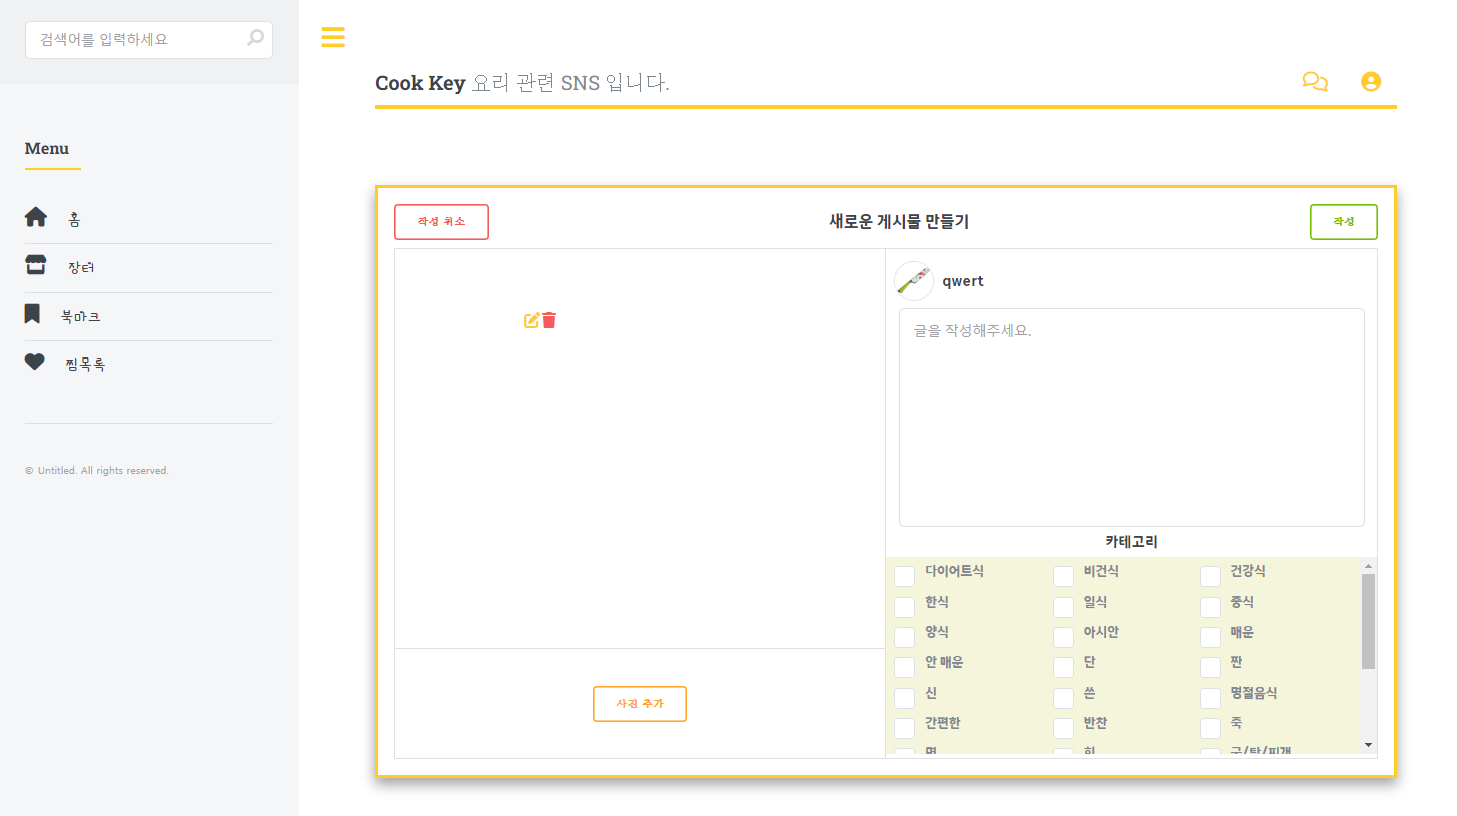 검색어를 입력하세요
Cook Key 요리 관련 SNS 입니다.
Menu
홈
장터
북마크
찜목록
© Untitled. All rights reserved.
작성 취소
새로운 게시물 만들기
작성
qwert
글을 작성해주세요.
카테고리
다이어트식 비건식 건강식
한식 일식 중식
양식 아시안 매운
안 매운 단 짠
신 쓴 명절음식
간편한 반찬 죽
국/탕/찌개
사진 추가